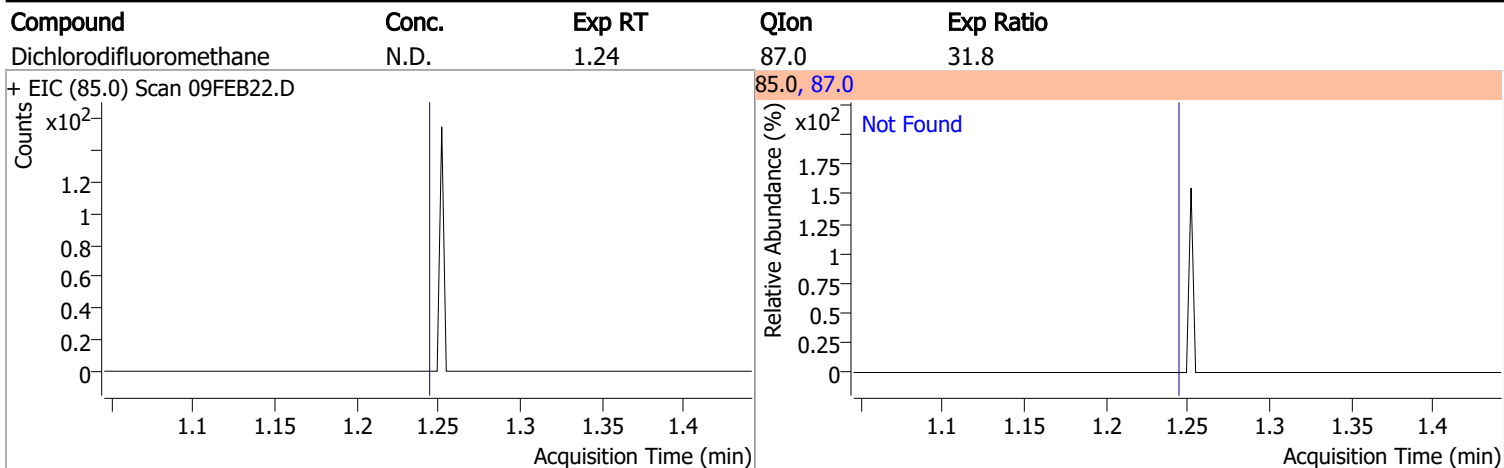 Compound Conc. Exp RT QIon Exp Ratio
Dichlorodifluoromethane N.D. 1.24 87.0 31.8
+ EIC (85.0) Scan 09FEB22.D
Counts
x10²
1.2
1
0.8
0.6
0.4
0.2
0
1.1 1.15 1.2 1.25 1.3 1.35 1.4
Acquisition Time (min)
85.0, 87.0
Relative Abundance (%)
x10²
Not Found
1.75
1.5
1.25
1
0.75
0.5
0.25
0
1.1 1.15 1.2 1.25 1.3 1.35 1.4
Acquisition Time (min)